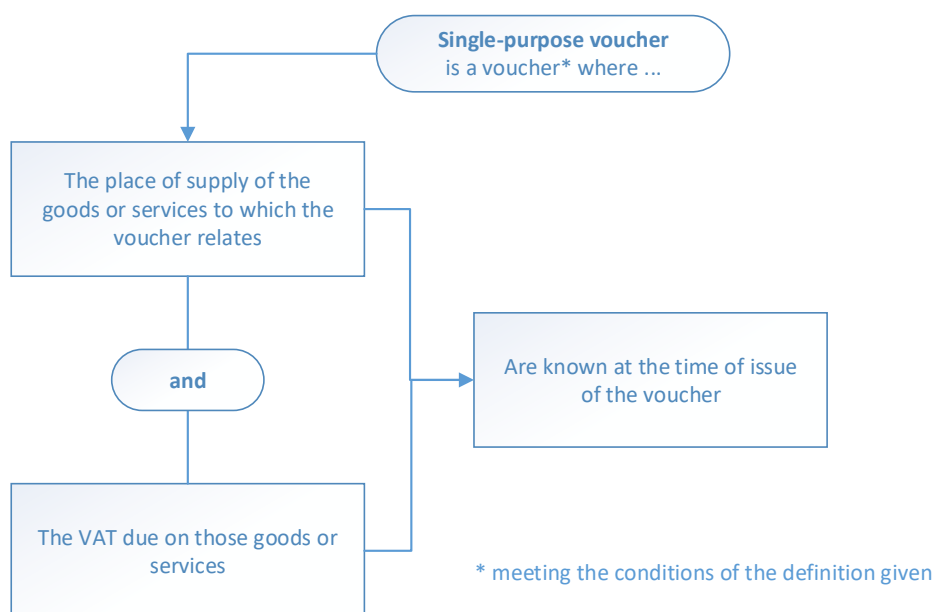 Single-purpose voucher
is a voucher* where ...
The place of supply of the
goods or services to which the
voucher relates
and
Are known at the time of issue
of the voucher
The VAT due on those goods or
services
* meeting the conditions of the definition given